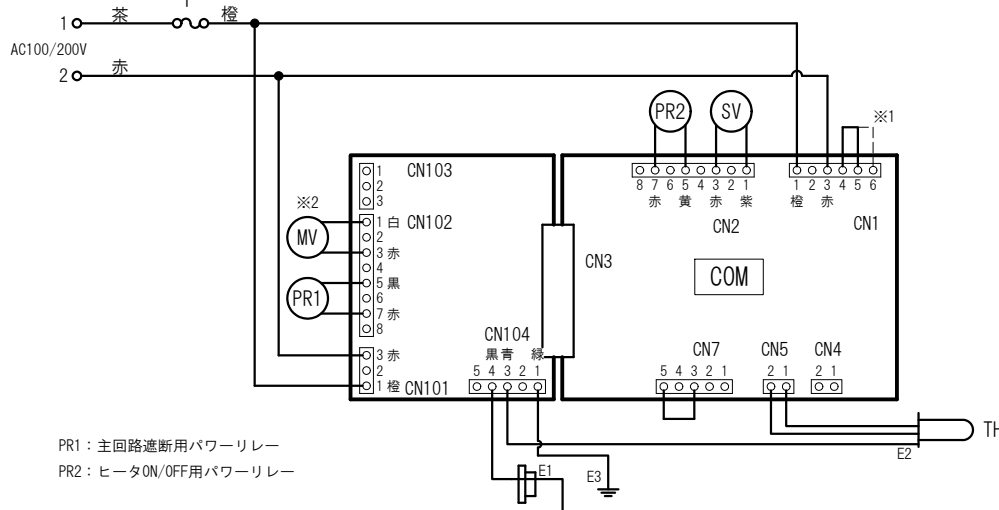 F
1 茶 橙
AC100/200V
2 赤
PR2 SV ※1
8 7 6 5 4 3 2 1
赤 黄 赤 紫
CN2
1 2 3 4 5 6
橙 赤
CN1
1 CN103
2
3
※2
MV
PR1
1 白 CN102
2
3 赤
4
5 黒
6
7 赤
8
3 赤
2
1 橙 CN101
CN104
黒 青 緑
5 4 3 2 1
CN3
COM
CN7 CN5 CN4
5 4 3 2 1
2 1
2 1
TH
E2
E1
E3
PR1：主回路遮断用パワーリレー
PR2：ヒータON/OFF用パワーリレー